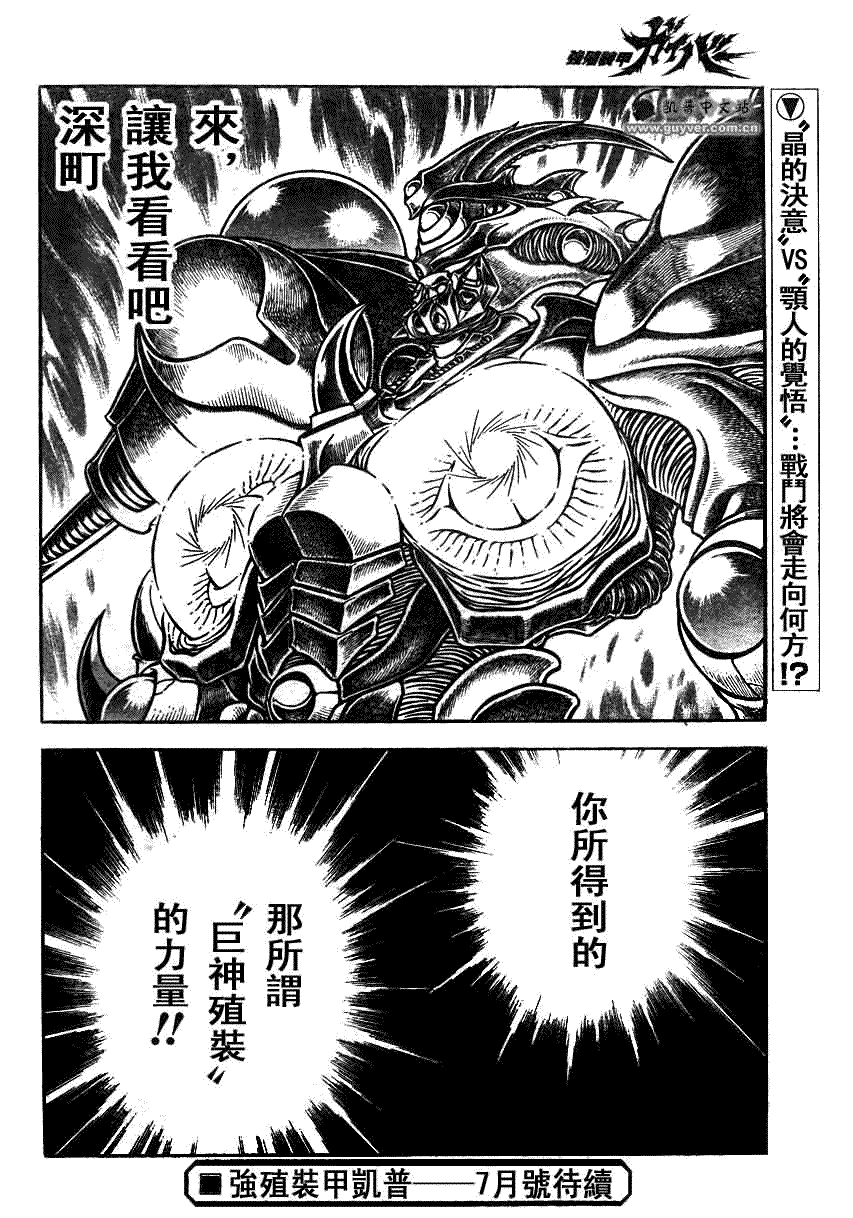 強殖裝甲
ガイバー
凱普中文站
www.guyver.com.cn
"晶的決意"VS"顎人的覺悟"…戰鬥將會走向何方!?
來,
讓我看看吧
深町
你所得到的
那所謂
"巨神殖裝"
的力量!!
■強殖裝甲凱普——7月號待續